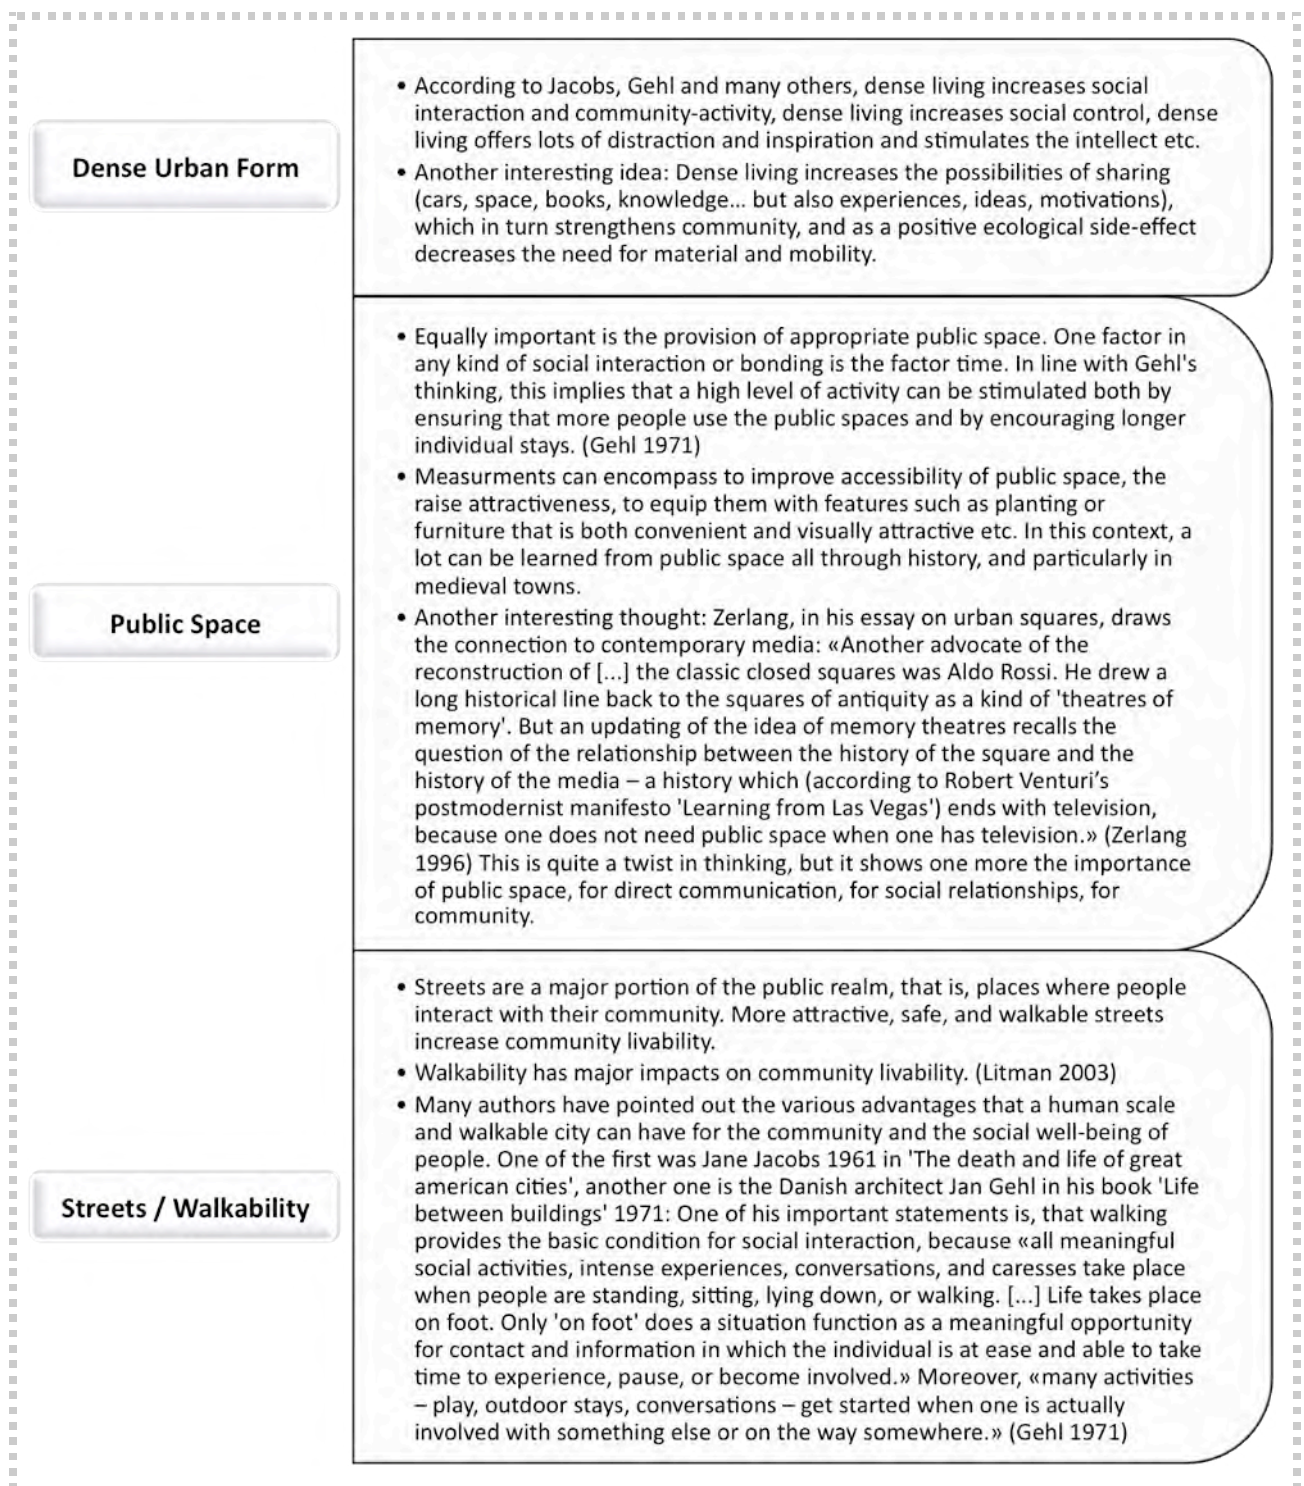 Dense Urban Form
• According to Jacobs, Gehl and many others, dense living increases social
interaction and community-activity, dense living increases social control, dense
living offers lots of distraction and inspiration and stimulates the intellect etc.
• Another interesting idea: Dense living increases the possibilities of sharing
(cars, space, books, knowledge... but also experiences, ideas, motivations),
which in turn strengthens community, and as a positive ecological side-effect
decreases the need for material and mobility.
Public Space
• Equally important is the provision of appropriate public space. One factor in
any kind of social interaction or bonding is the factor time. In line with Gehl's
thinking, this implies that a high level of activity can be stimulated both by
ensuring that more people use the public spaces and by encouraging longer
individual stays. (Gehl 1971)
• Measurments can encompass to improve accessibility of public space, the
raise attractiveness, to equip them with features such as planting or
furniture that is both convenient and visually attractive etc. In this context, a
lot can be learned from public space all through history, and particularly in
medieval towns.
• Another interesting thought: Zerlang, in his essay on urban squares, draws
the connection to contemporary media: «Another advocate of the
reconstruction of [...] the classic closed squares was Aldo Rossi. He drew a
long historical line back to the squares of antiquity as a kind of 'theatres of
memory'. But an updating of the idea of memory theatres recalls the
question of the relationship between the history of the square and the
history of the media – a history which (according to Robert Venturi’s
postmodernist manifesto 'Learning from Las Vegas') ends with television,
because one does not need public space when one has television.» (Zerlang
1996) This is quite a twist in thinking, but it shows one more the importance
of public space, for direct communication, for social relationships, for
community.
Streets / Walkability
• Streets are a major portion of the public realm, that is, places where people
interact with their community. More attractive, safe, and walkable streets
increase community livability.
• Walkability has major impacts on community livability. (Litman 2003)
• Many authors have pointed out the various advantages that a human scale
and walkable city can have for the community and the social well-being of
people. One of the first was Jane Jacobs 1961 in 'The death and life of great
american cities', another one is the Danish architect Jan Gehl in his book 'Life
between buildings' 1971: One of his important statements is, that walking
provides the basic condition for social interaction, because «all meaningful
social activities, intense experiences, conversations, and caresses take place
when people are standing, sitting, lying down, or walking. [...] Life takes place
on foot. Only 'on foot' does a situation function as a meaningful opportunity
for contact and information in which the individual is at ease and able to take
time to experience, pause, or become involved.» Moreover, «many activities
– play, outdoor stays, conversations – get started when one is actually
involved with something else or on the way somewhere.» (Gehl 1971)